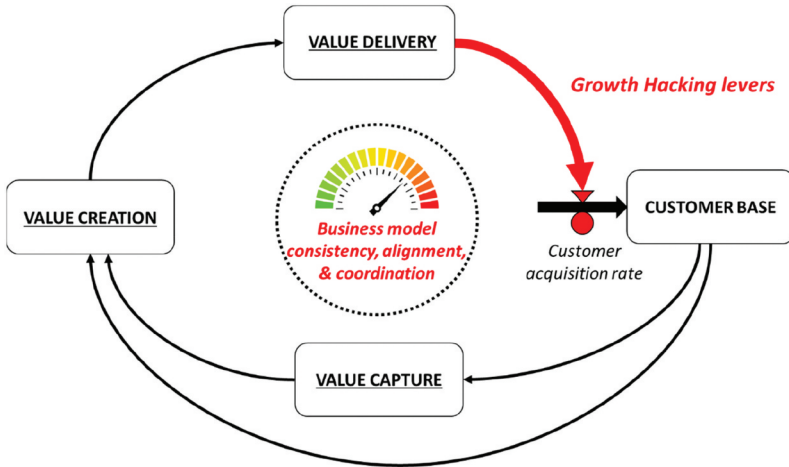 VALUE DELIVERY
Growth Hacking levers
VALUE CREATION
Business model
consistency, alignment,
& coordination
CUSTOMER BASE
Customer
acquisition rate
VALUE CAPTURE